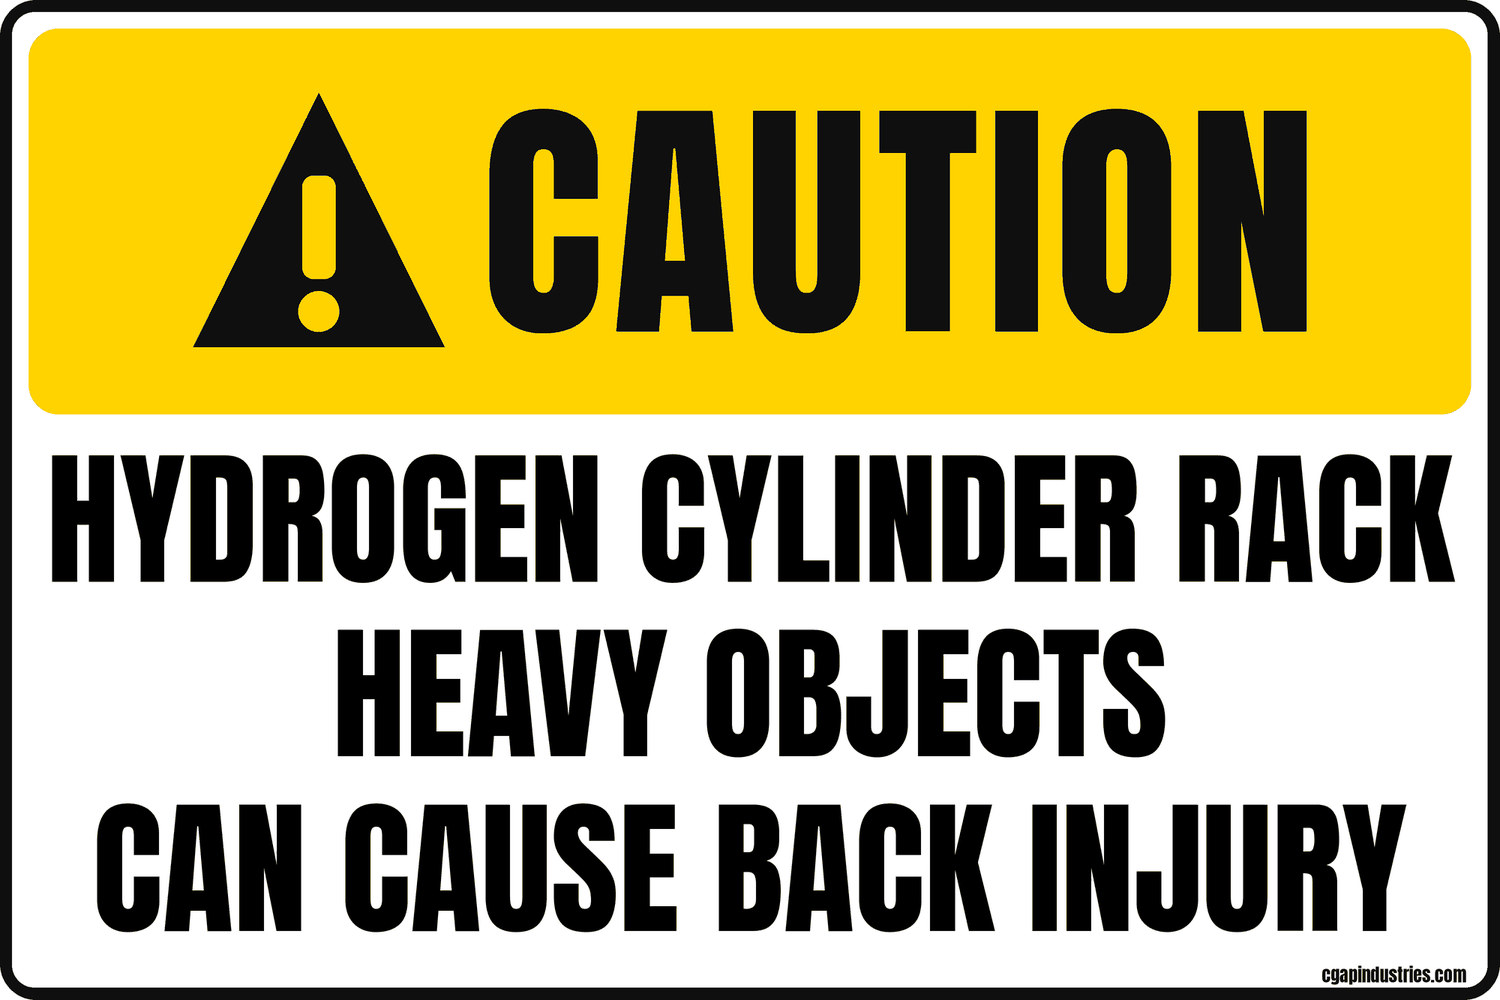 CAUTION
HYDROGEN CYLINDER RACK
HEAVY OBJECTS
CAN CAUSE BACK INJURY
cgapindustries.com